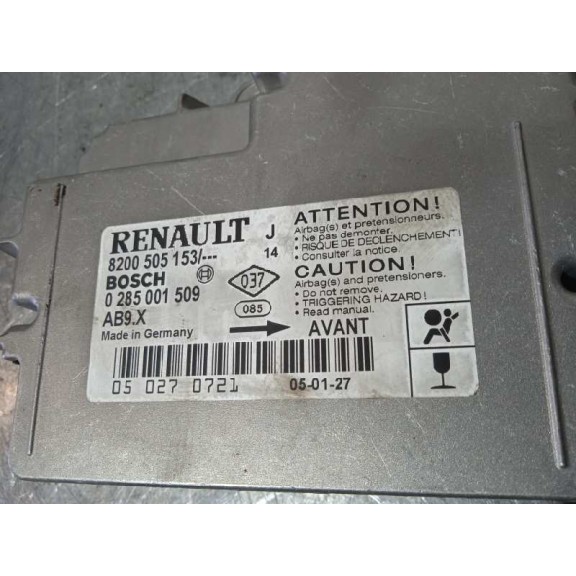 RENAULT J
8200 505 153/--- 14
BOSCH
0 285 001 509
AB9.X
Made in Germany
037
085
AVANT
ATTENTION!
Airbag(s) et pretensionneurs.
• Ne pas demonter.
• RISQUE DE DECLENCHEMENT!
• Consulter la notice.
CAUTION!
Airbag(s) and pretensioners.
• Do not remove.
• TRIGGERING HAZARD!
• Read manual.
05 027 0721
05-01-27